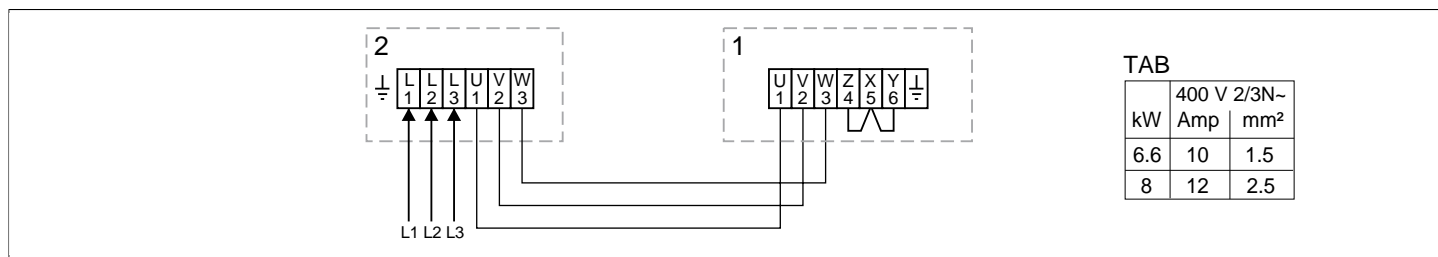 2
L L L U V W
1 2 3 1 2 3
L1 L2 L3
1
U V W Z X Y
1 2 3 4 5 6
TAB
400 V 2/3N~
kW Amp mm²
6.6 10 1.5
8 12 2.5